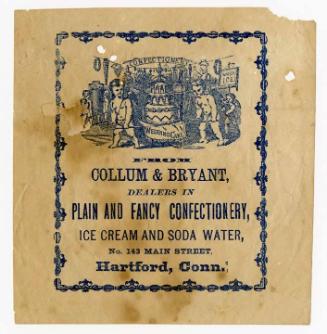 CONFECTIONERY
ICE
WEDDING CAKE
FROM
COLLUM & BRYANT,
DEALERS IN
PLAIN AND FANCY CONFECTIONERY,
ICE CREAM AND SODA WATER,
No. 143 MAIN STREET,
Hartford, Conn.